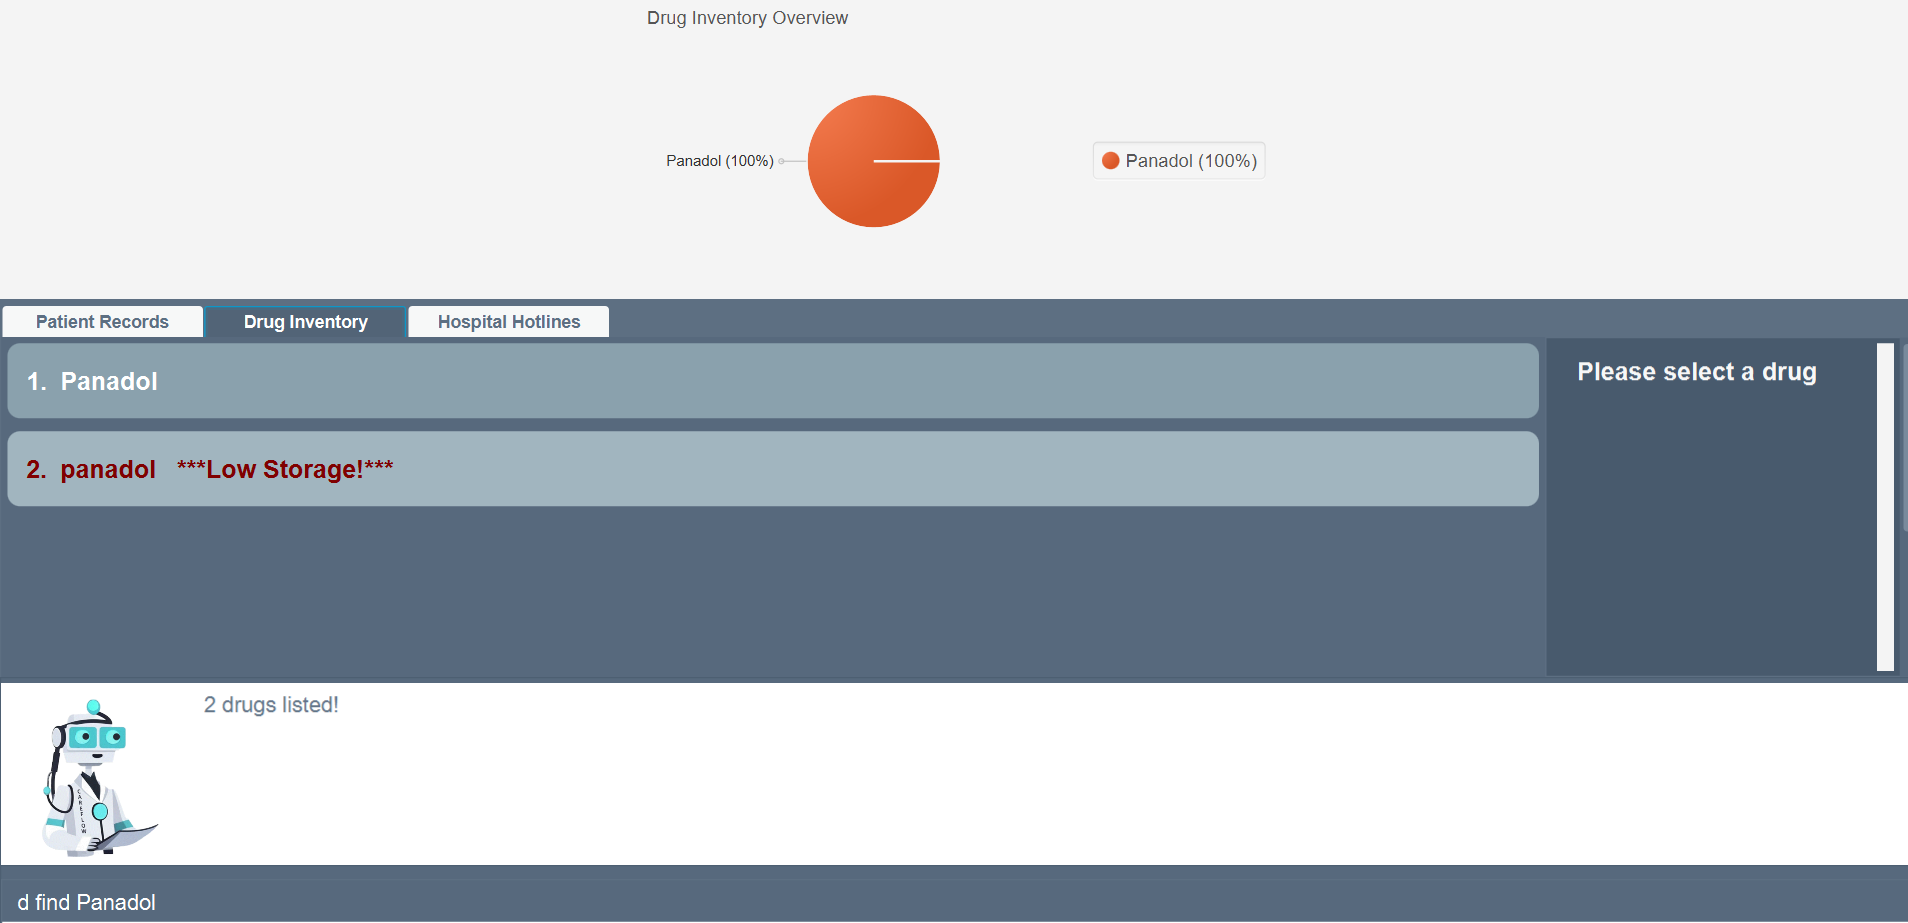 Drug Inventory Overview
Panadol (100%)
Panadol (100%)
Patient Records
Drug Inventory
Hospital Hotlines
1. Panadol
2. panadol ***Low Storage!***
Please select a drug
2 drugs listed!
CAREFLOW
d find Panadol